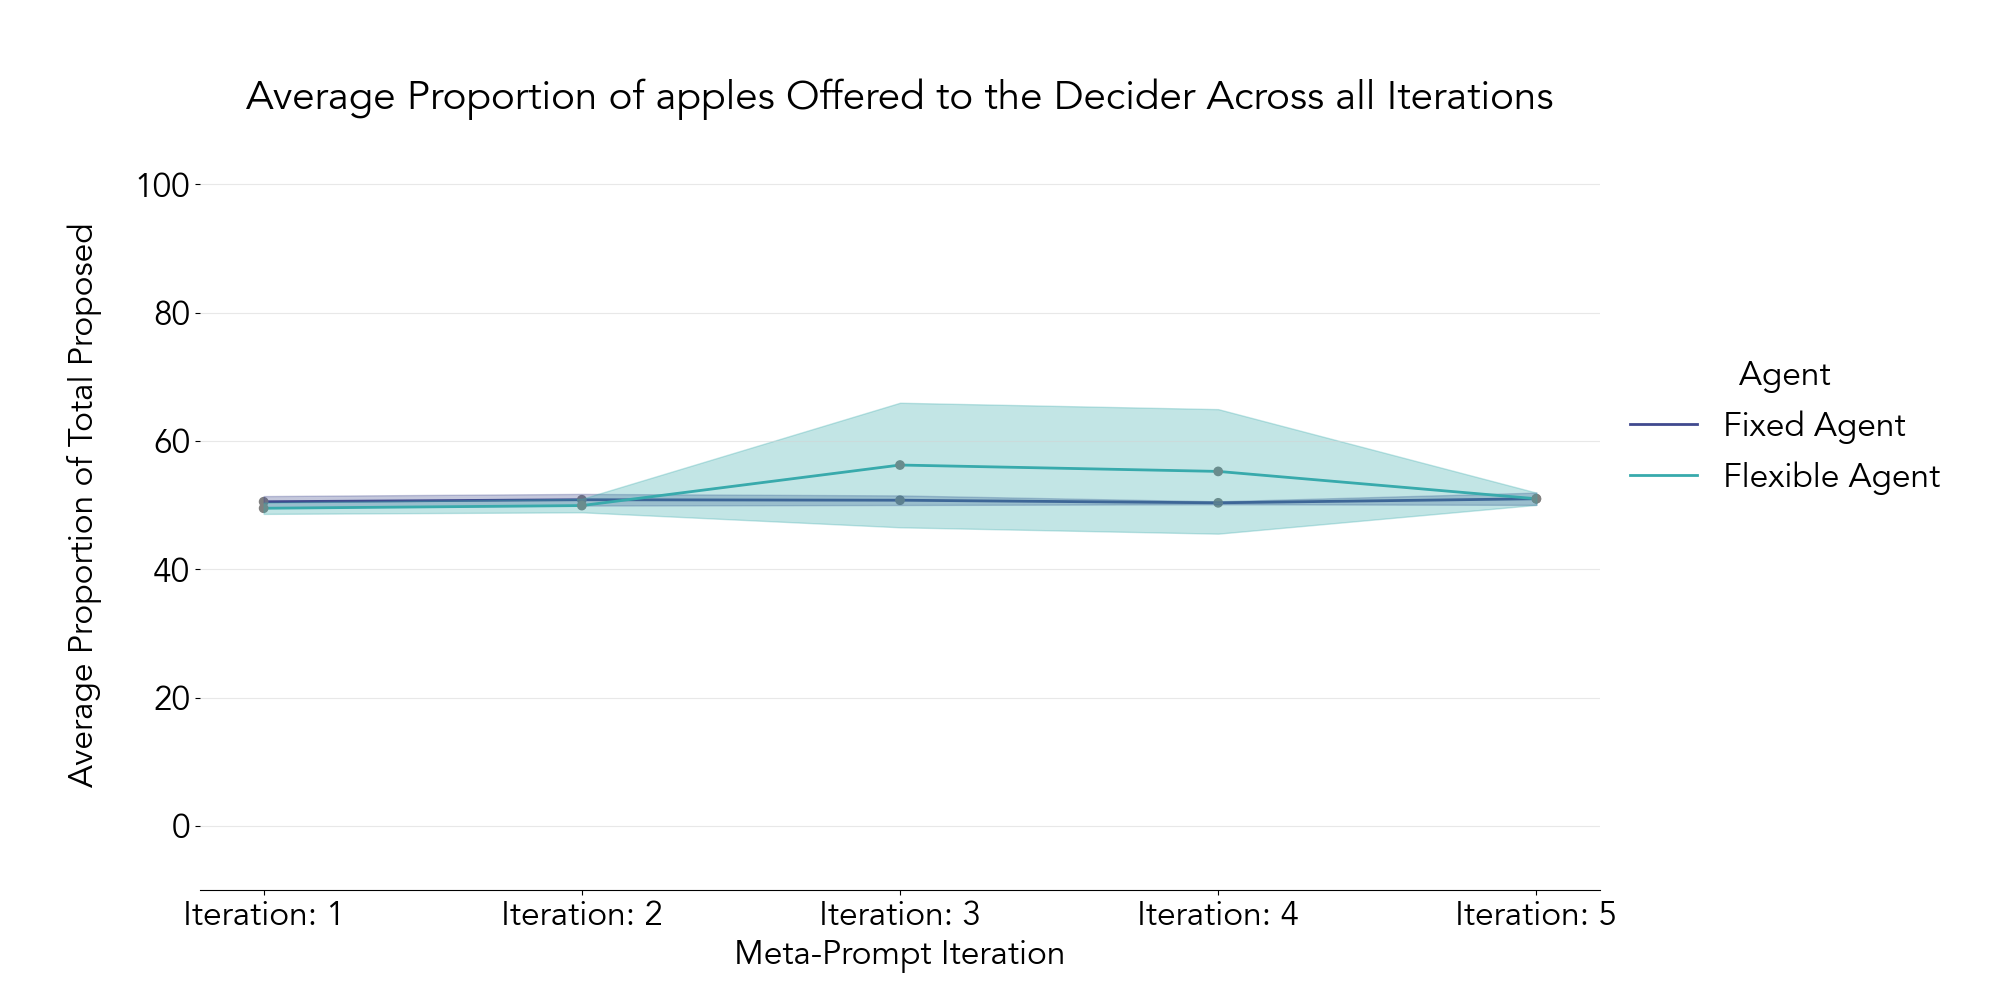 Average Proportion of apples Offered to the Decider Across all Iterations
Average Proportion of Total Proposed
100
80
60
40
20
0
Iteration: 1
Iteration: 2
Iteration: 3
Iteration: 4
Iteration: 5
Meta-Prompt Iteration
Agent
Fixed Agent
Flexible Agent